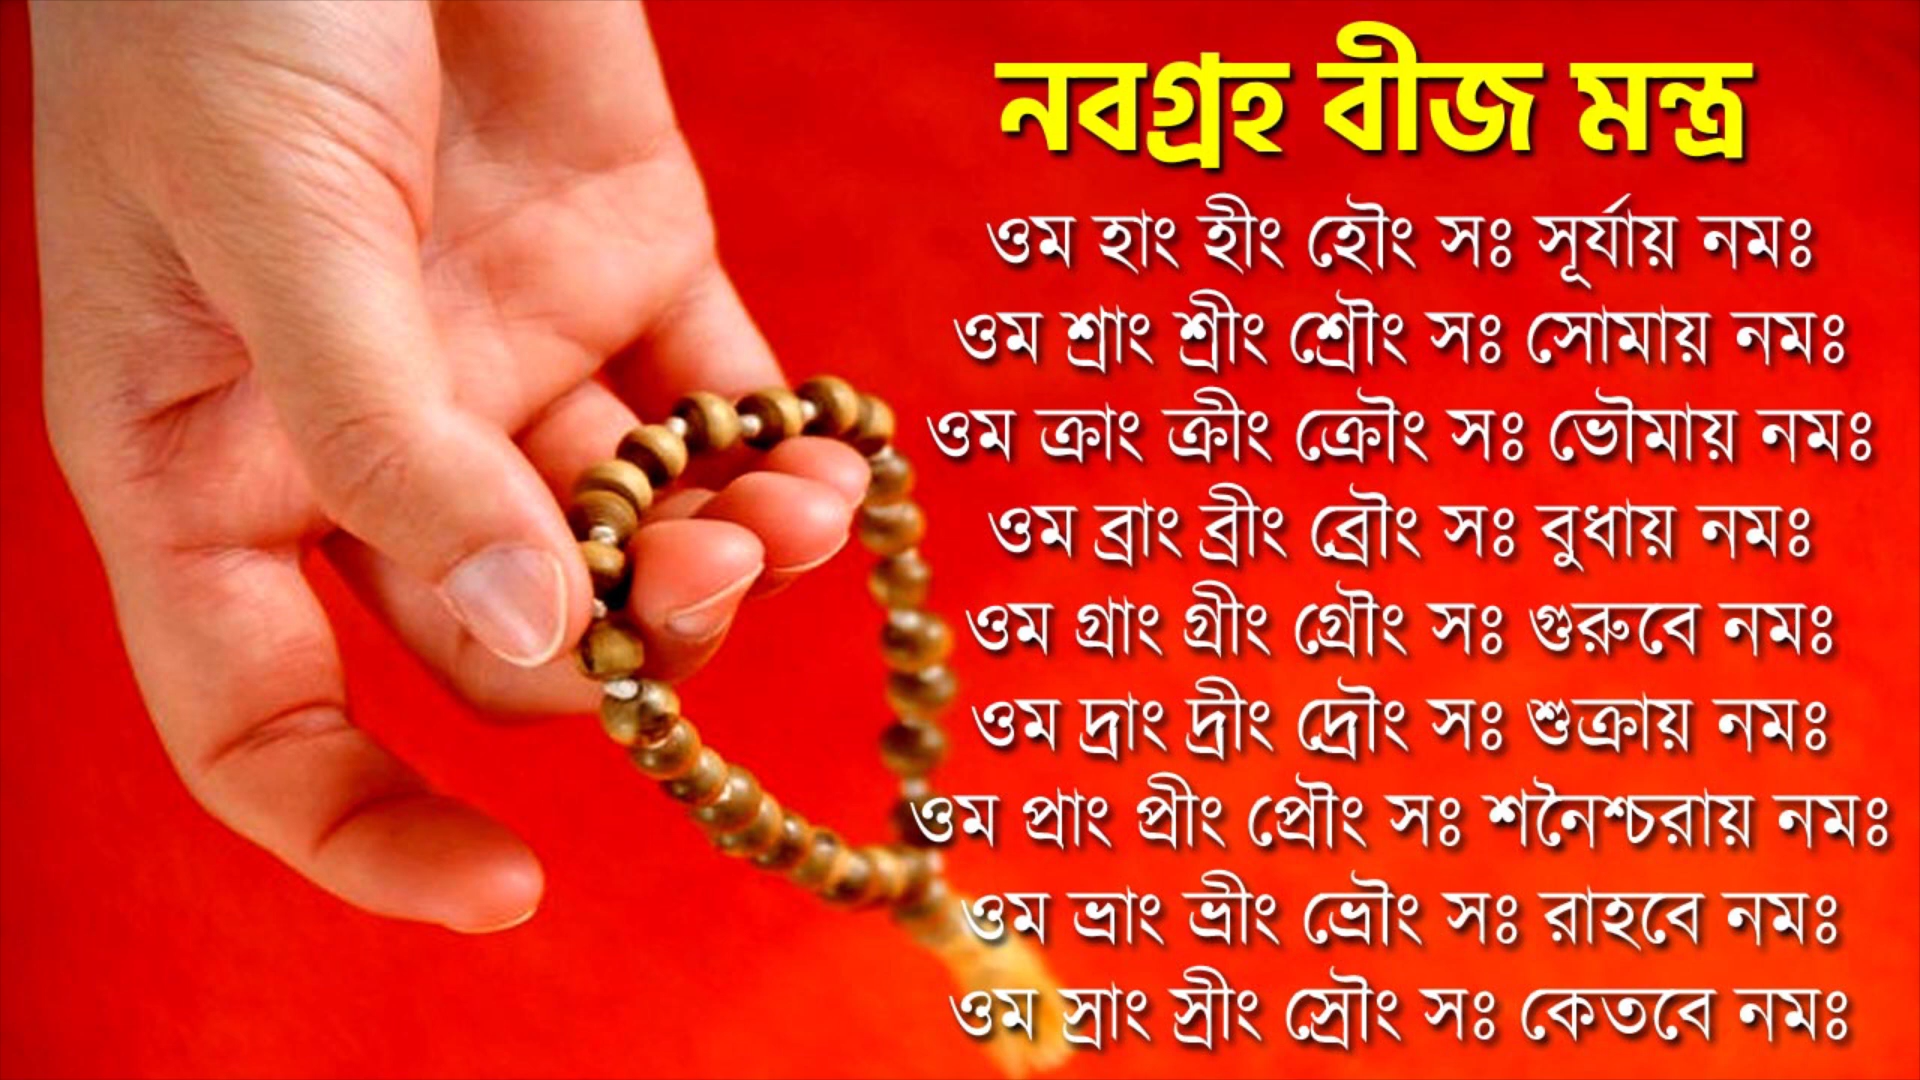 নবগ্রহ বীজ মন্ত্র
ওম হাং হীং হৌং সঃ সূর্যায় নমঃ
ওম শ্রাং শ্রীং শ্রৌং সঃ সোমায় নমঃ
ওম ক্রাং ক্রীং ক্রৌং সঃ ভৌমায় নমঃ
ওম ব্রাং ব্রীং ব্রৌং সঃ বুধায় নমঃ
ওম গ্রাং গ্রীং গ্রৌং সঃ গুরুবে নমঃ
ওম দ্রাং দ্রীং দ্রৌং সঃ শুক্রায় নমঃ
ওম প্রাং প্রীং প্রৌং সঃ শনৈশ্চরায় নমঃ
ওম ভ্রাং ভ্রীং ভ্রৌং সঃ রাহবে নমঃ
ওম স্রাং স্রীং স্রৌং সঃ কেতবে নমঃ